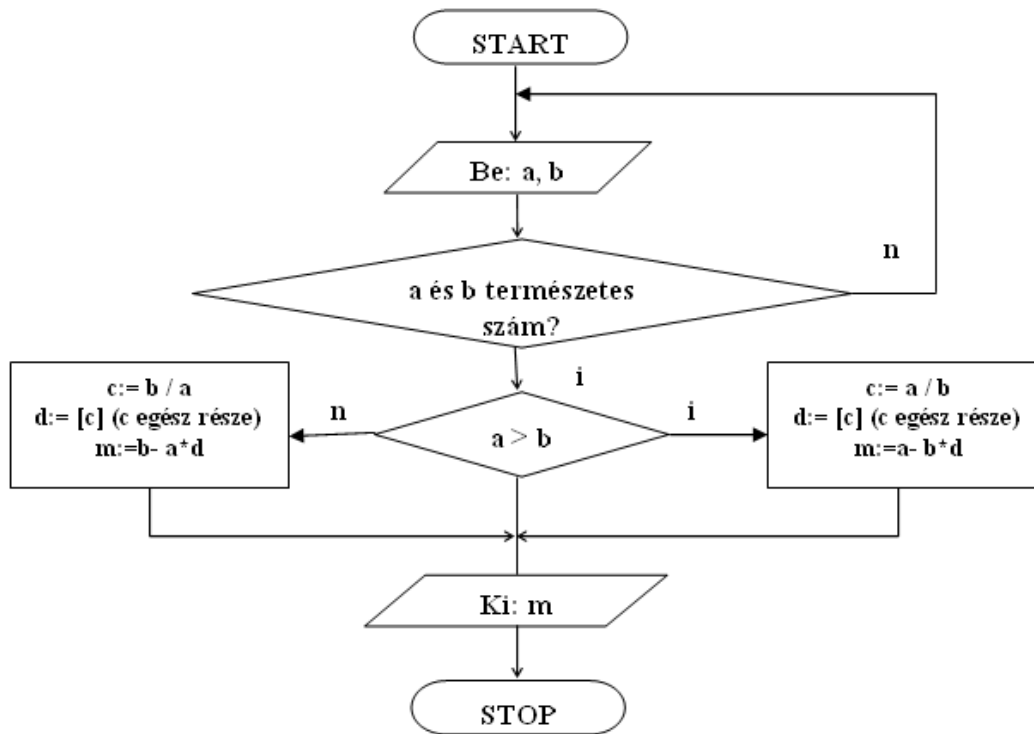 START
Be: a, b
n
a és b természetes
szám?
i
c:= b / a
d:= [c] (c egész része)
m:=b- a*d
n
a > b
i
c:= a / b
d:= [c] (c egész része)
m:=a- b*d
Ki: m
STOP